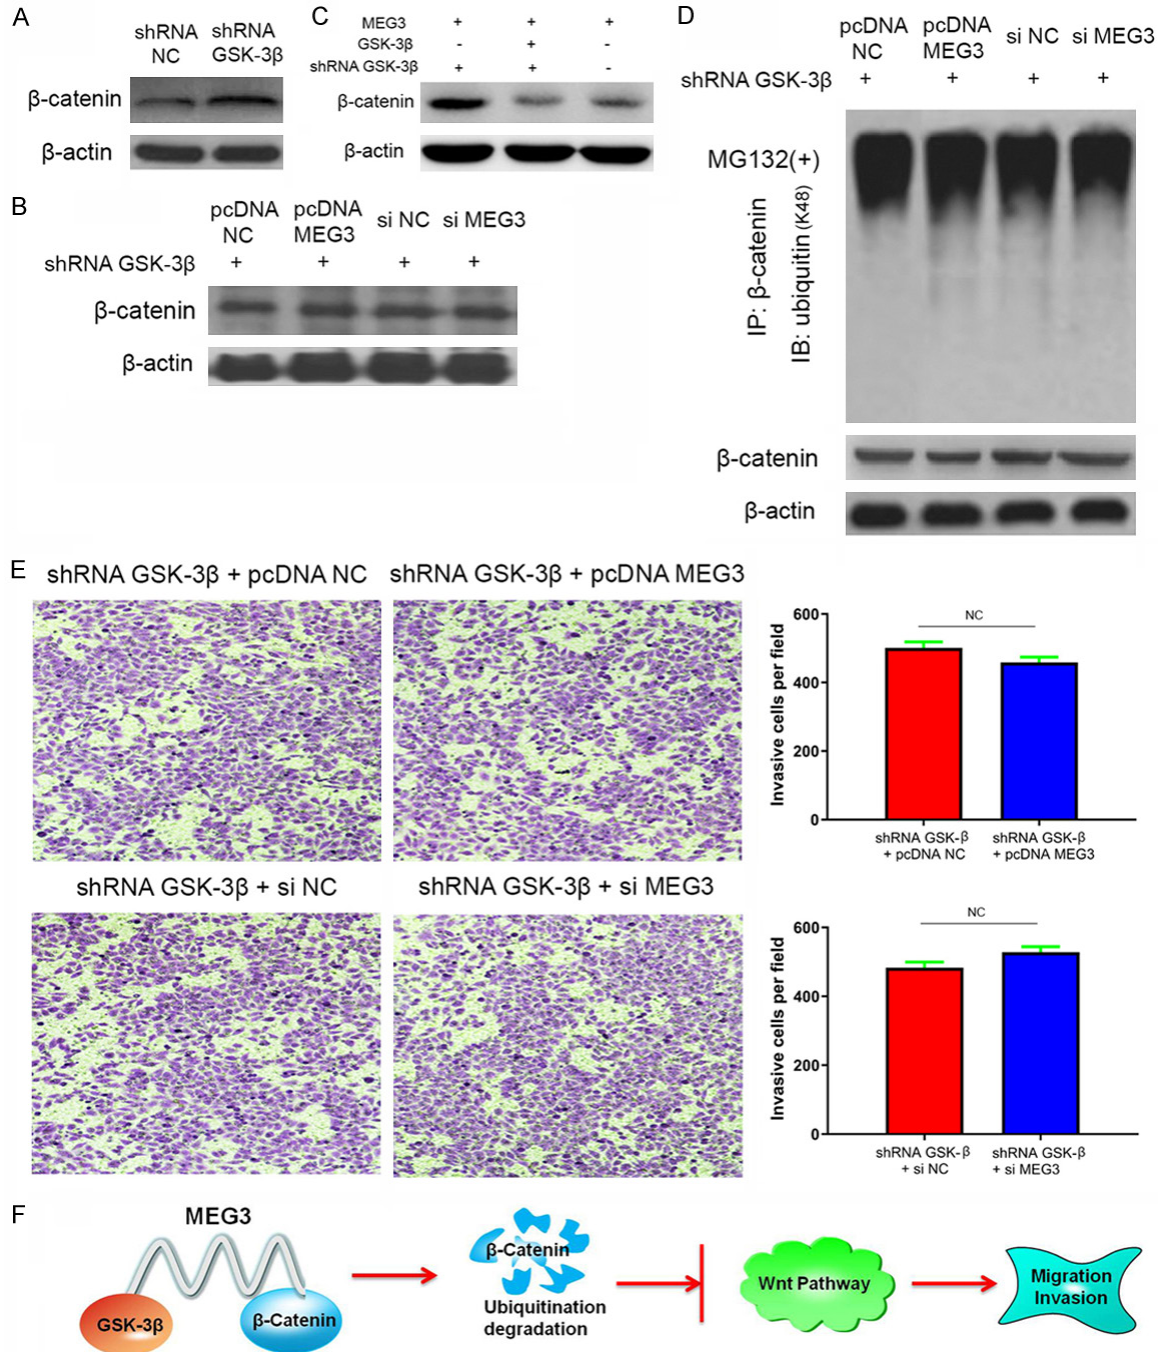 A
shRNA NC
shRNA GSK-3β
β-catenin
β-actin
B
pcDNA NC
pcDNA MEG3
si NC
si MEG3
shRNA GSK-3β
+ + + +
β-catenin
β-actin
C
MEG3 + + +
GSK-3β - + -
shRNA GSK-3β + + -
β-catenin
β-actin
D
pcDNA NC
pcDNA MEG3
si NC
si MEG3
shRNA GSK-3β + + + +
MG132(+)
IP: β-catenin
IB: ubiquitin (K48)
β-catenin
β-actin
E
shRNA GSK-3β + pcDNA NC
shRNA GSK-3β + pcDNA MEG3
600
400
200
0
Invasive cells per field
NC
shRNA GSK-β
+ pcDNA NC
shRNA GSK-β
+ pcDNA MEG3
shRNA GSK-3β + si NC
shRNA GSK-3β + si MEG3
600
400
200
0
Invasive cells per field
NC
shRNA GSK-β
+ si NC
shRNA GSK-β
+ si MEG3
F
MEG3
GSK-3β
β-Catenin
β-Catenin
Ubiquitination
degradation
Wnt Pathway
Migration
Invasion